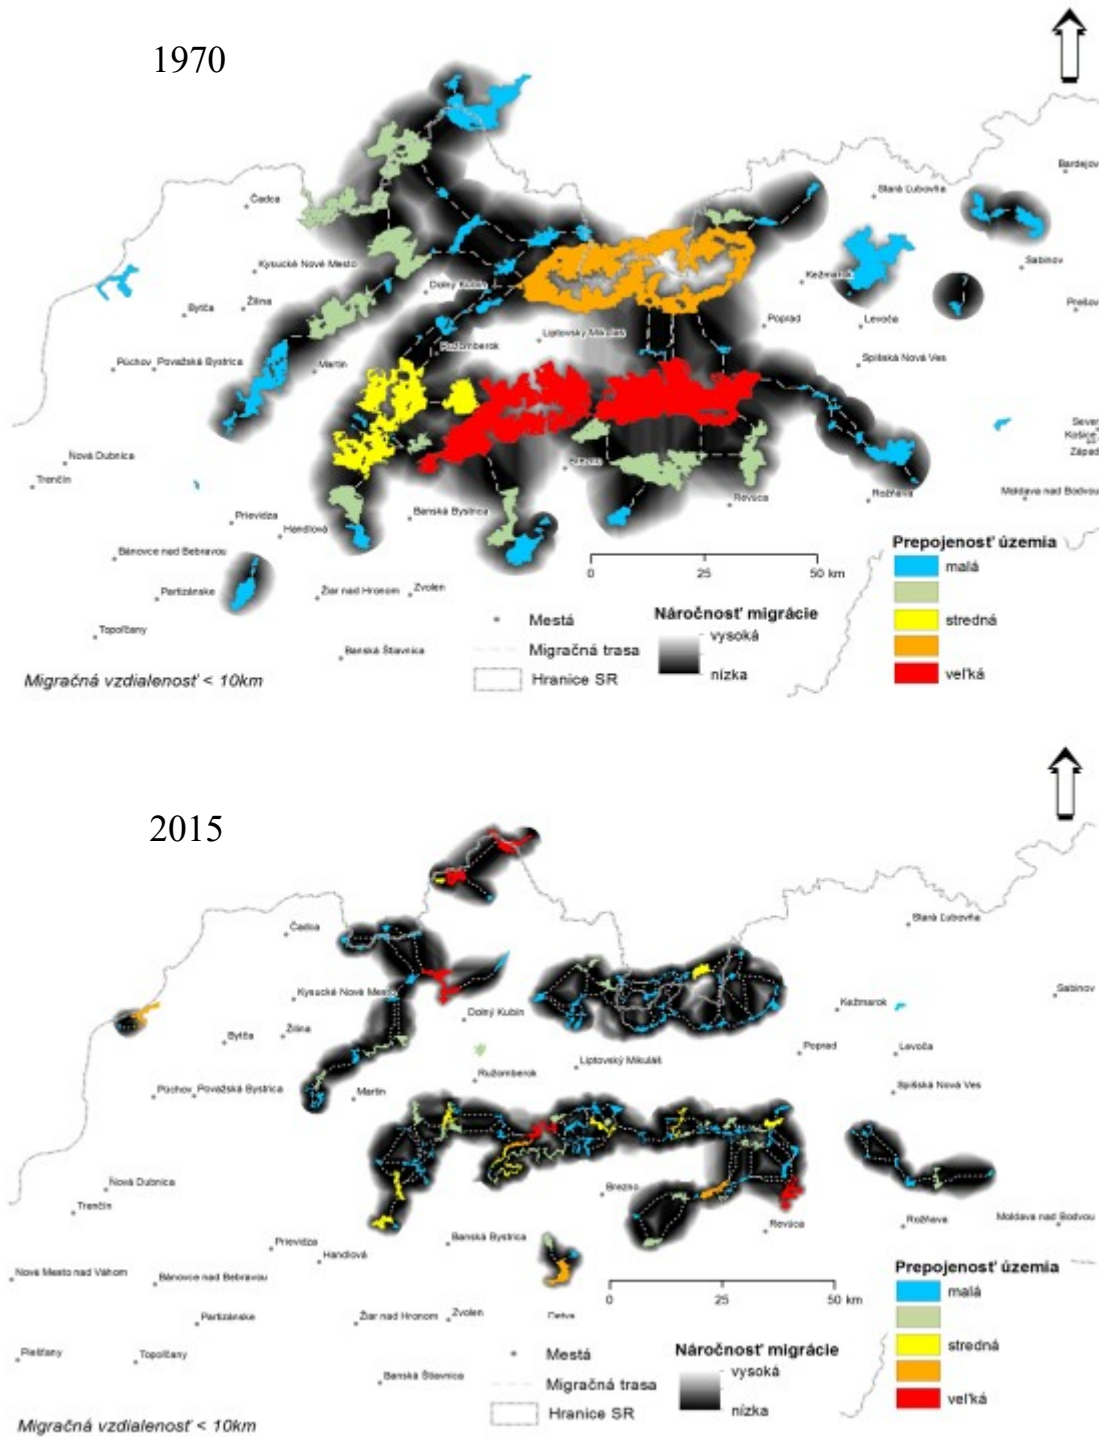 1970
Bardejov
Stará Ľubovňa
Čadca
Sabinov
Kysucké Nové Mesto
Kežmarok
Dolný Kubín
Bytča
Žilina
Prešov
Poprad
Levoča
Liptovský Mikuláš
Ružomberok
Púchov
Považská Bystrica
Martin
Spišská Nová Ves
Sever
Košice
Západ
Nová Dubnica
Trenčín
Brezno
Revúca
Rožňava
Moldava nad Bodvou
Prievidza
Banská Bystrica
Handlová
Bánovce nad Bebravou
Prepojenosť územia
0
25
50 km
malá
Partizánske
Žiar nad Hronom
Zvolen
Náročnosť migrácie
Mestá
stredná
Topoľčany
vysoká
Banská Štiavnica
Migračná trasa
Migračná vzdialenosť < 10km
Hranice SR
nízka
veľká
2015
Stará Ľubovňa
Čadca
Kysucké Nové Mesto
Sabinov
Kežmarok
Dolný Kubín
Bytča
Žilina
Liptovský Mikuláš
Poprad
Levoča
Ružomberok
Púchov
Považská Bystrica
Martin
Spišská Nová Ves
Nová Dubnica
Brezno
Trenčín
Revúca
Rožňava
Moldava nad Bodvou
Prievidza
Banská Bystrica
Handlová
Nové Mesto nad Váhom
Bánovce nad Bebravou
Prepojenosť územia
malá
0
25
50 km
Partizánske
Žiar nad Hronom
Zvolen
Detva
Náročnosť migrácie
stredná
Piešťany
Topoľčany
Mestá
vysoká
Banská Štiavnica
Migračná trasa
Hranice SR
nízka
veľká
Migračná vzdialenosť < 10km